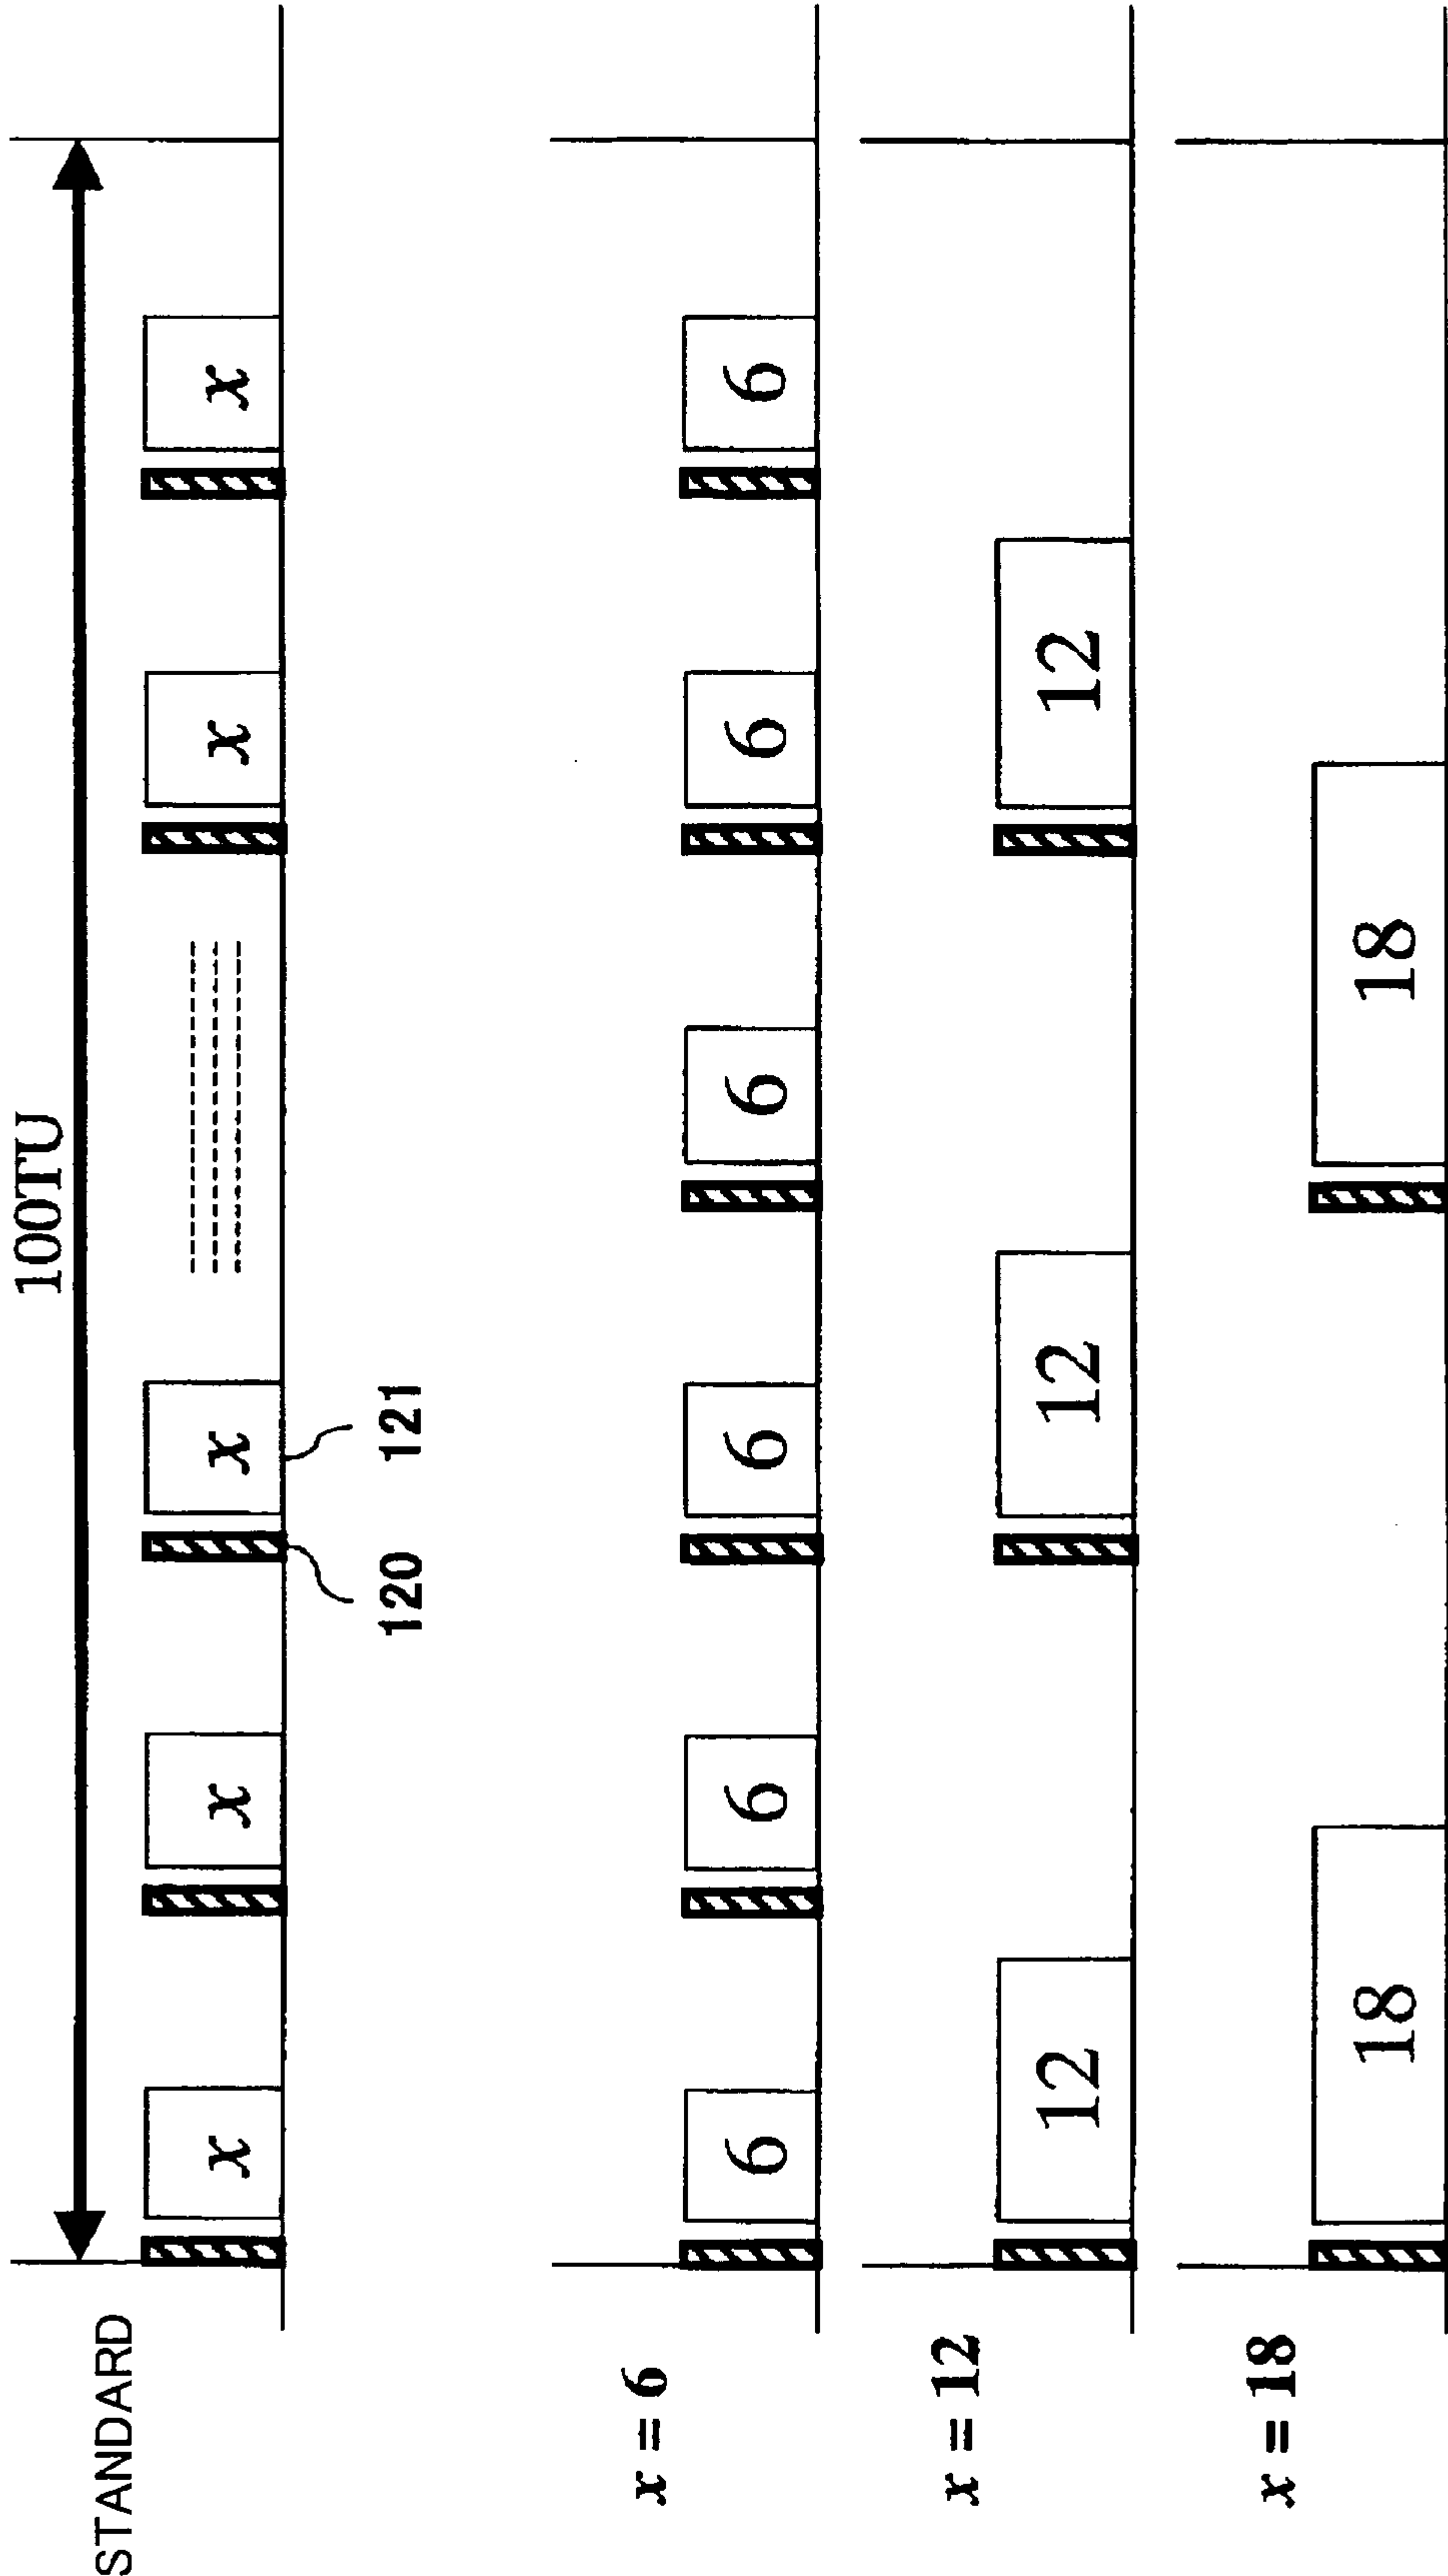 100TU
STANDARD
x x x x x
120 121
x = 6
6 6 6 6 6 6
x = 12
12 12 12
x = 18
18 18